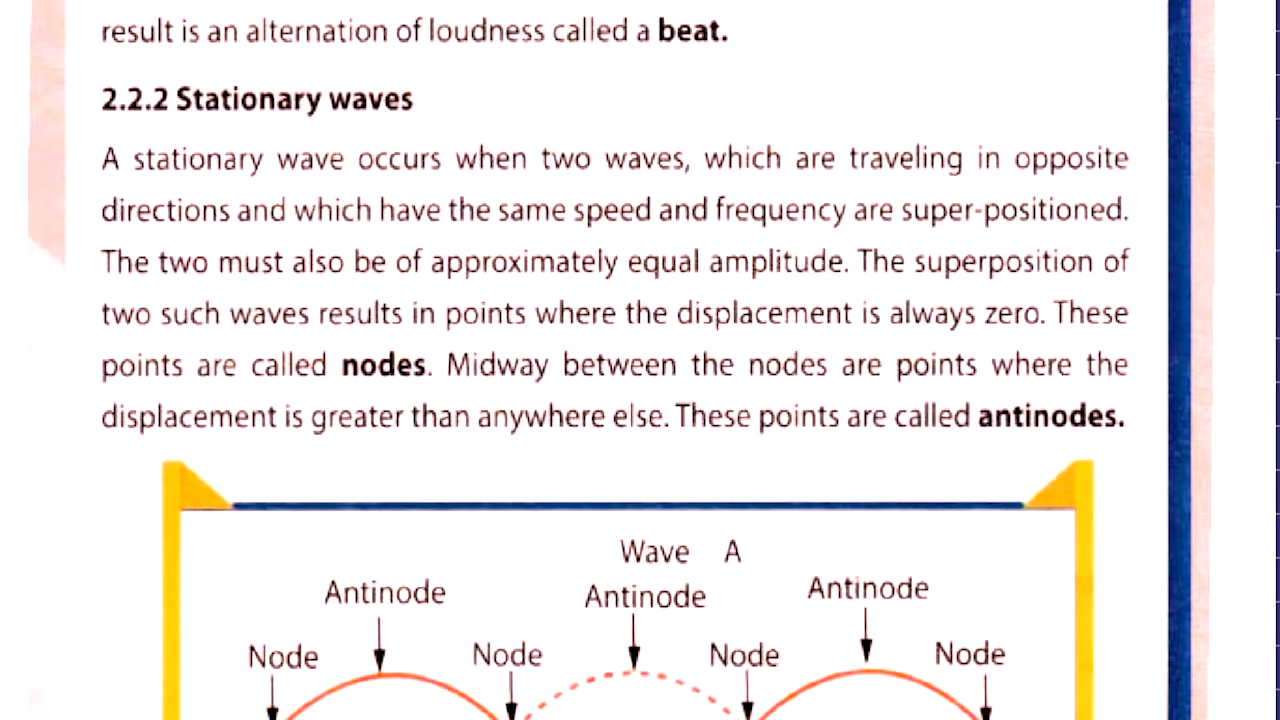 result is an alternation of loudness called a beat.
2.2.2 Stationary waves
A stationary wave occurs when two waves, which are traveling in opposite
directions and which have the same speed and frequency are super-positioned.
The two must also be of approximately equal amplitude. The superposition of
two such waves results in points where the displacement is always zero. These
points are called nodes. Midway between the nodes are points where the
displacement is greater than anywhere else. These points are called antinodes.
Wave A
Antinode Antinode Antinode
Node Node Node Node